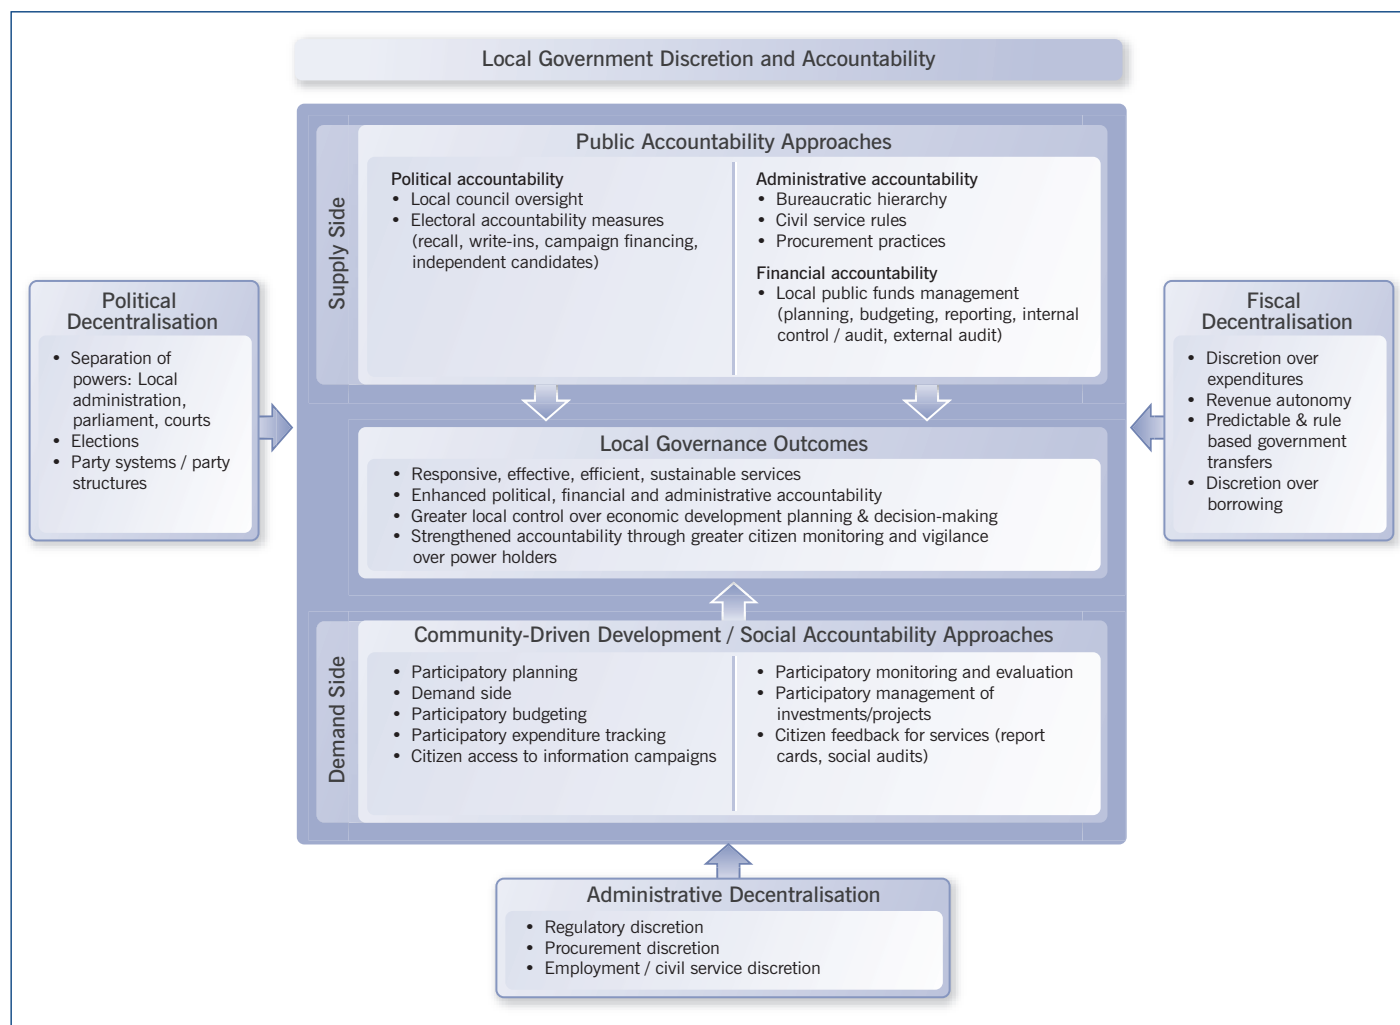 Local Government Discretion and Accountability
Supply Side
Public Accountability Approaches
Political accountability
• Local council oversight
• Electoral accountability measures
(recall, write-ins, campaign financing,
independent candidates)
Administrative accountability
• Bureaucratic hierarchy
• Civil service rules
• Procurement practices
Financial accountability
• Local public funds management
(planning, budgeting, reporting, internal
control / audit, external audit)
Political
Decentralisation
• Separation of
powers: Local
administration,
parliament, courts
• Elections
• Party systems / party
structures
Fiscal
Decentralisation
• Discretion over
expenditures
• Revenue autonomy
• Predictable & rule
based government
transfers
• Discretion over
borrowing
Local Governance Outcomes
• Responsive, effective, efficient, sustainable services
• Enhanced political, financial and administrative accountability
• Greater local control over economic development planning & decision-making
• Strengthened accountability through greater citizen monitoring and vigilance
over power holders
Demand Side
Community-Driven Development / Social Accountability Approaches
• Participatory planning
• Demand side
• Participatory budgeting
• Participatory expenditure tracking
• Citizen access to information campaigns
• Participatory monitoring and evaluation
• Participatory management of
investments/projects
• Citizen feedback for services (report
cards, social audits)
Administrative Decentralisation
• Regulatory discretion
• Procurement discretion
• Employment / civil service discretion